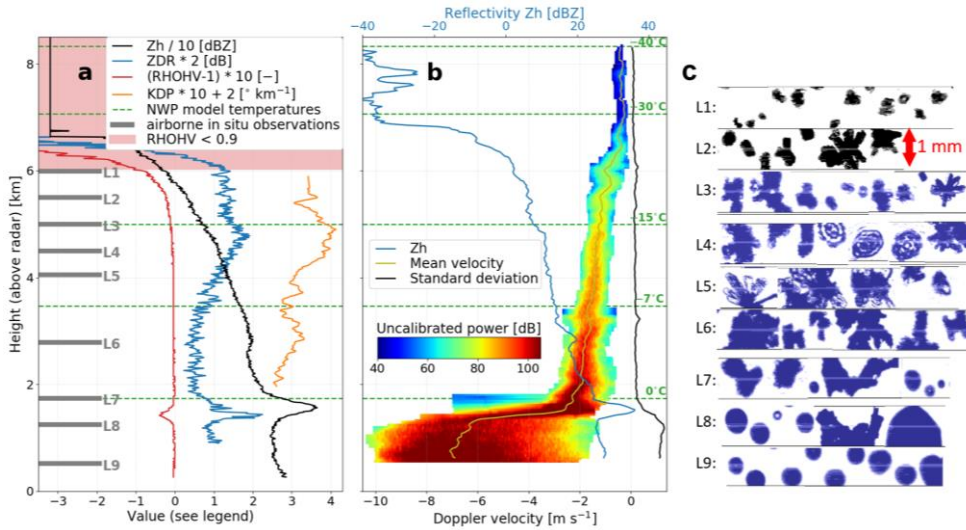 Reflectivity Zh [dBZ]
−40 −20 0 20 40
8
6
4
2
0
Height (above radar) [km]
a
Zh / 10 [dBZ]
ZDR * 2 [dB]
(RHOHV-1) * 10 [−]
KDP * 10 + 2 [° km⁻¹]
NWP model temperatures
airborne in situ observations
RHOHV < 0.9
L1
L2
L3
L4
L5
L6
L7
L8
L9
−3 −2 −1 0 1 2 3 4
Value (see legend)
b
−40°C
−30°C
−15°C
−7°C
0°C
Zh
Mean velocity
Standard deviation
Uncalibrated power [dB]
40 60 80 100
−10 −8 −6 −4 −2 0
Doppler velocity [m s⁻¹]
c
L1:
L2:
1 mm
L3:
L4:
L5:
L6:
L7:
L8:
L9: